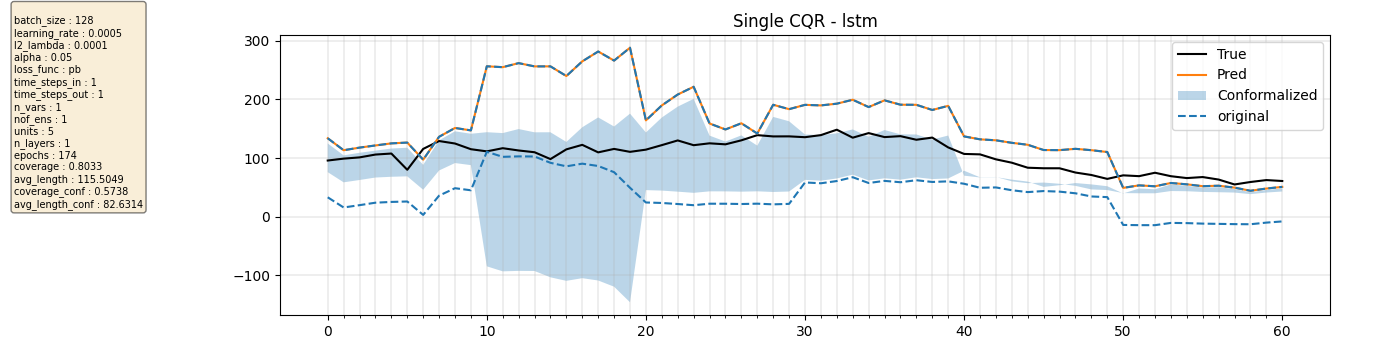 batch_size : 128
learning_rate : 0.0005
l2_lambda : 0.0001
alpha : 0.05
loss_func : pb
time_steps_in : 1
time_steps_out : 1
n_vars : 1
nof_ens : 1
units : 5
n_layers : 1
epochs : 174
coverage : 0.8033
avg_length : 115.5049
coverage_conf : 0.5738
avg_length_conf : 82.6314
Single CQR - lstm
300
200
100
0
−100
0 10 20 30 40 50 60
True
Pred
Conformalized
original